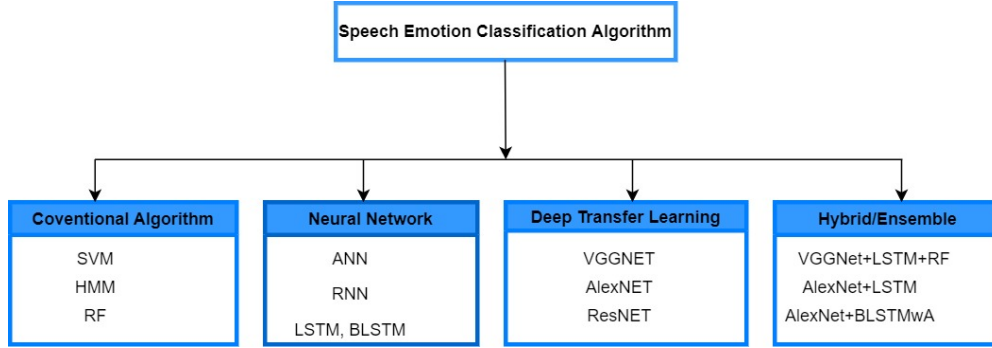 Speech Emotion Classification Algorithm
Coventional Algorithm
SVM
HMM
RF
Neural Network
ANN
RNN
LSTM, BLSTM
Deep Transfer Learning
VGGNET
AlexNET
ResNET
Hybrid/Ensemble
VGGNet+LSTM+RF
AlexNet+LSTM
AlexNet+BLSTMwA